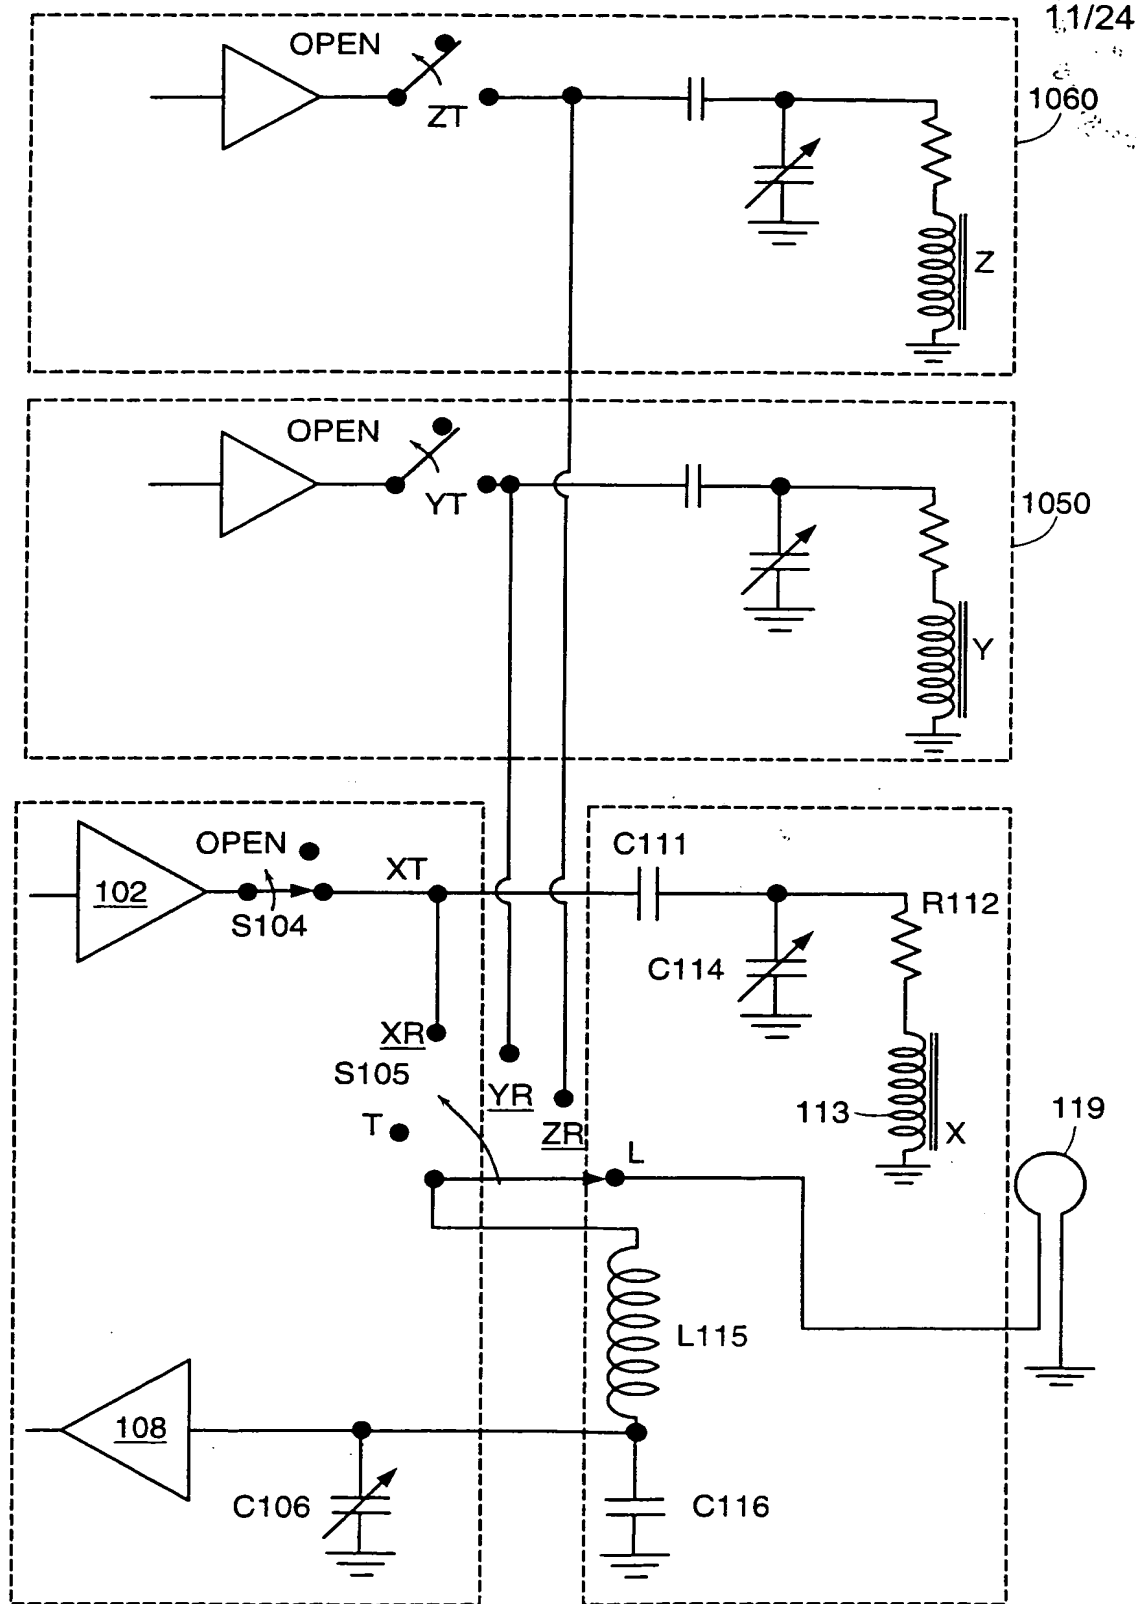 11/24
OPEN
ZT
1060
Z
OPEN
YT
1050
Y
OPEN
102
S104
XT
C111
R112
C114
XR
S105
YR
T
ZR
113
X
119
L
L115
108
C106
C116